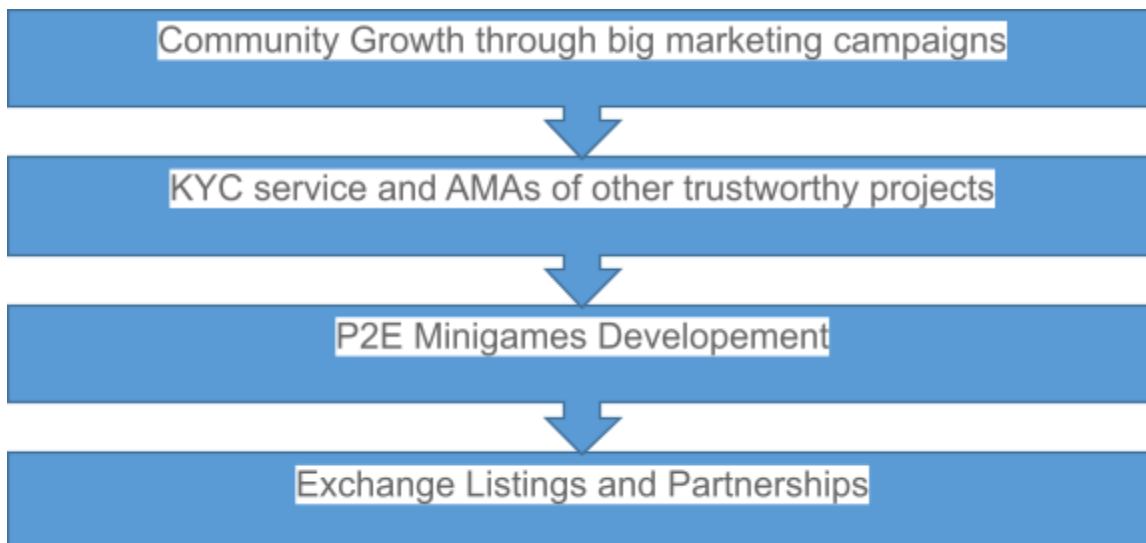 Community Growth through big marketing campaigns
KYC service and AMAs of other trustworthy projects
P2E Minigames Developement
Exchange Listings and Partnerships